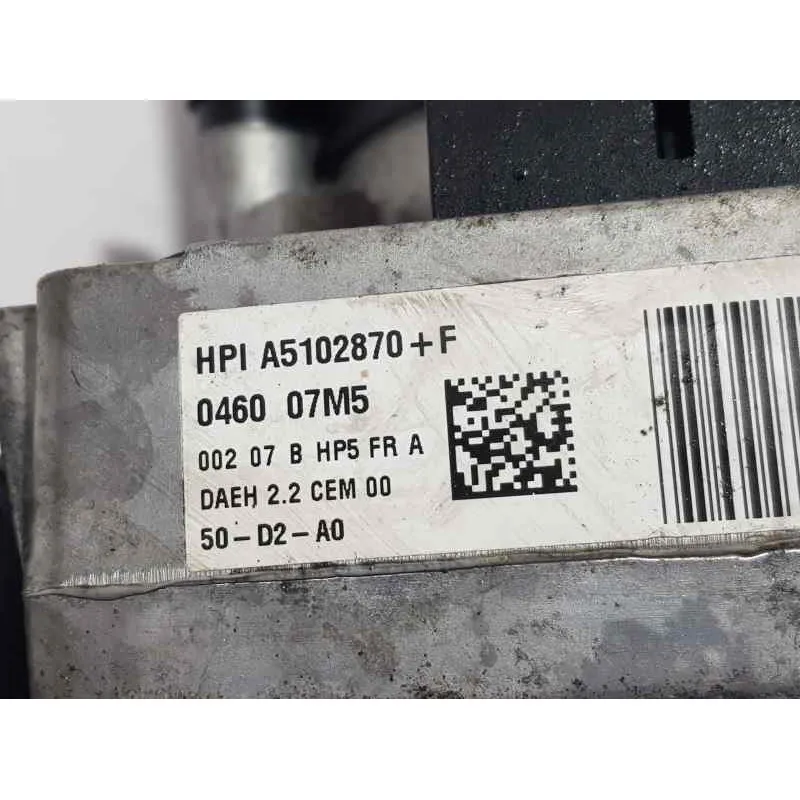 HPI A5102870+F
0460 07M5
002 07 B HP5 FR A
DAEH 2.2 CEM 00
50-D2-A0